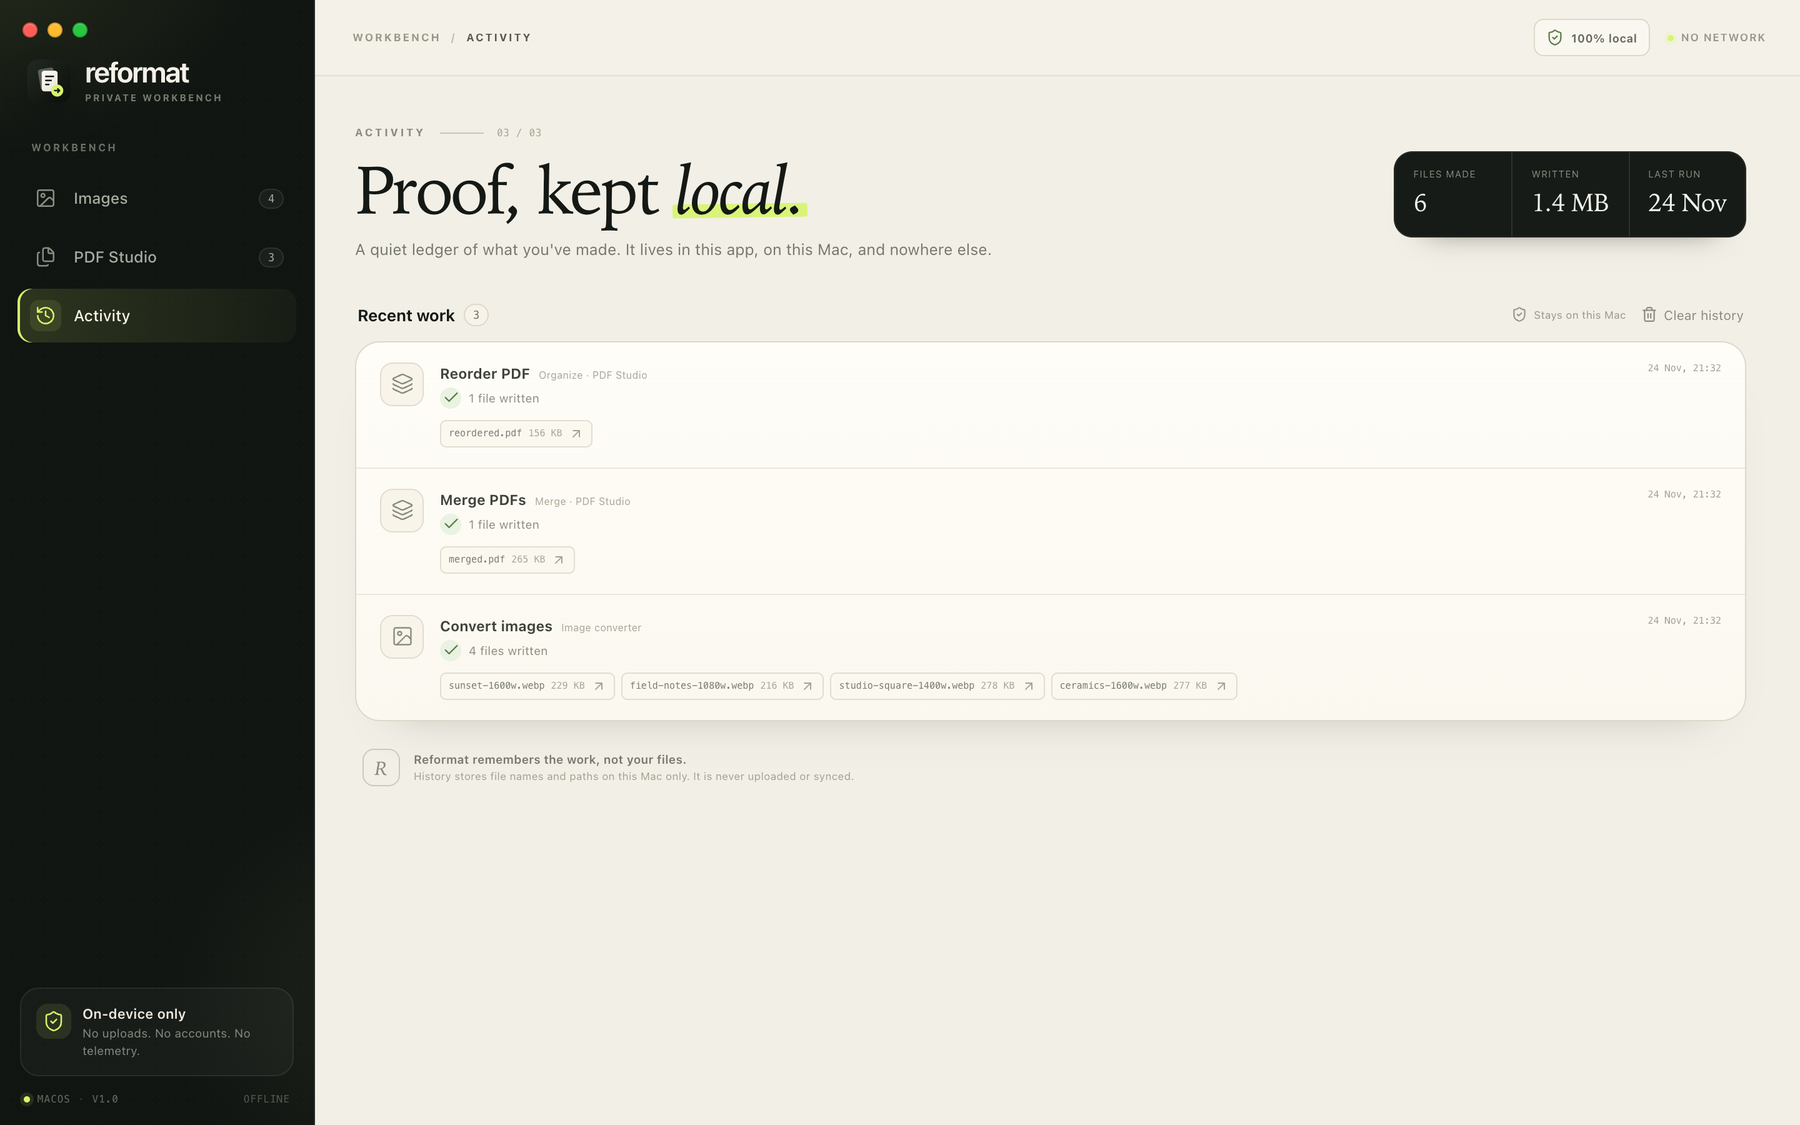 reformat
PRIVATE WORKBENCH
WORKBENCH
Images 4
PDF Studio 3
Activity
On-device only
No uploads. No accounts. No
telemetry.
MACOS · V1.0 OFFLINE
WORKBENCH / ACTIVITY
100% local
NO NETWORK
ACTIVITY 03 / 03
Proof, kept local.
A quiet ledger of what you've made. It lives in this app, on this Mac, and nowhere else.
FILES MADE
6
WRITTEN
1.4 MB
LAST RUN
24 Nov
Recent work 3
Stays on this Mac
Clear history
Reorder PDF Organize · PDF Studio
24 Nov, 21:32
1 file written
reordered.pdf 156 KB
Merge PDFs Merge · PDF Studio
24 Nov, 21:32
1 file written
merged.pdf 265 KB
Convert images Image converter
24 Nov, 21:32
4 files written
sunset-1600w.webp 229 KB
field-notes-1080w.webp 216 KB
studio-square-1400w.webp 278 KB
ceramics-1600w.webp 277 KB
R
Reformat remembers the work, not your files.
History stores file names and paths on this Mac only. It is never uploaded or synced.